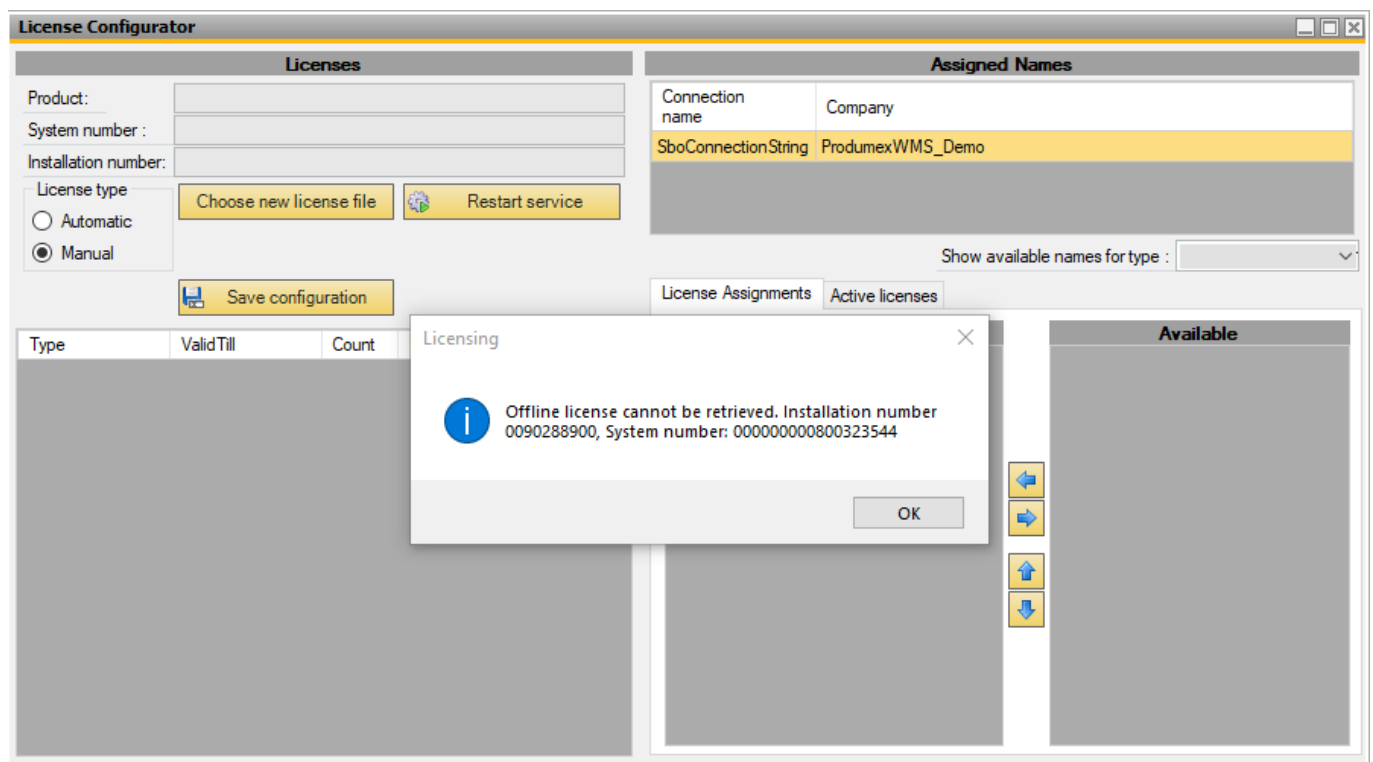 License Configurator
Licenses
Product:
System number :
Installation number:
License type
Automatic
Manual
Choose new license file
Restart service
Save configuration
Type ValidTill Count
Assigned Names
Connection name Company
SboConnectionString ProdumexWMS_Demo
Show available names for type :
License Assignments Active licenses
Available
Licensing
Offline license cannot be retrieved. Installation number
0090288900, System number: 000000000800323544
OK